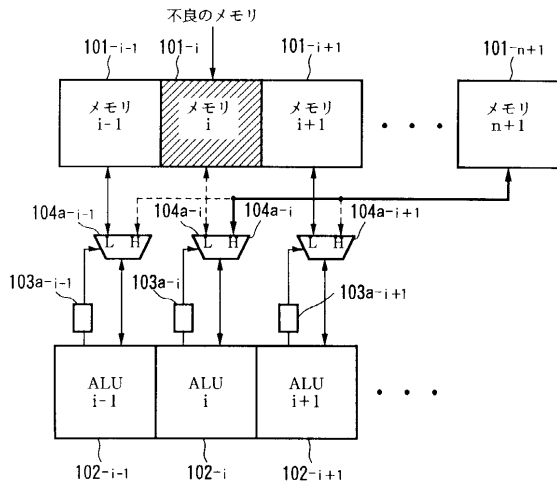 不良のメモリ
101-i-1
101-i
101-i+1
101-n+1
メモリ
i-1
メモリ
i
メモリ
i+1
・・・
メモリ
n+1
104a-i-1
L H
104a-i
L H
104a-i
L H
104a-i+1
103a-i-1
103a-i
103a-i+1
ALU
i-1
ALU
i
ALU
i+1
・・・
102-i-1
102-i
102-i+1